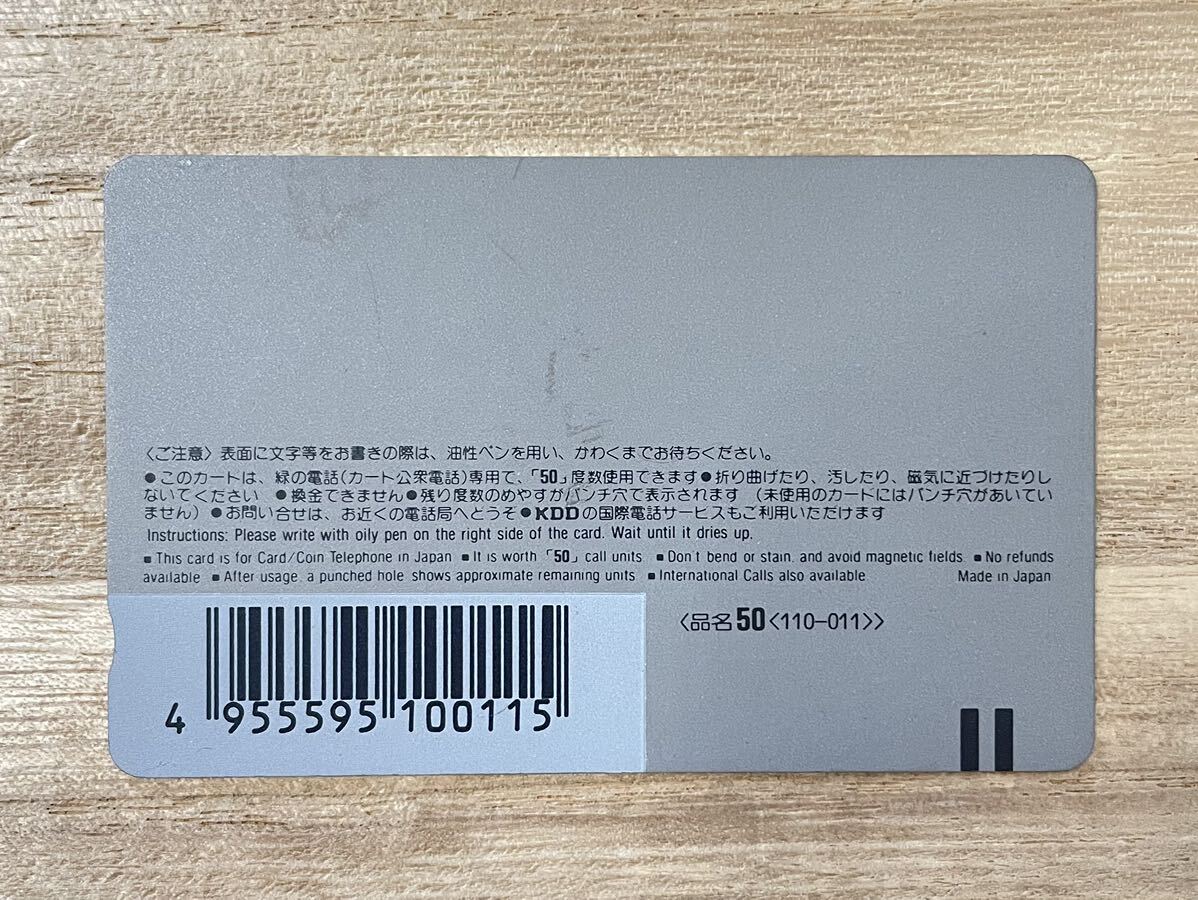 〈ご注意〉表面に文字等をお書きの際は、油性ペンを用い、かわくまでお待ちください。
●このカードは、緑の電話(カード公衆電話)専用で、「50」度数使用できます●折り曲げたり、汚したり、磁気に近づけたりし
ないでください ●換金できません●残り度数のめやすがパンチ穴で表示されます (未使用のカードにはパンチ穴があいてい
ません) ●お問い合せは、お近くの電話局へどうぞ●KDDの国際電話サービスもご利用いただけます
Instructions: Please write with oily pen on the right side of the card. Wait until it dries up.
■ This card is for Card/Coin Telephone in Japan ■ It is worth「50」call units ■ Don't bend or stain, and avoid magnetic fields ■ No refunds
available ■ After usage, a punched hole shows approximate remaining units ■ International Calls also available Made in Japan
〈品名50〈110-011〉〉
4 955595 100115